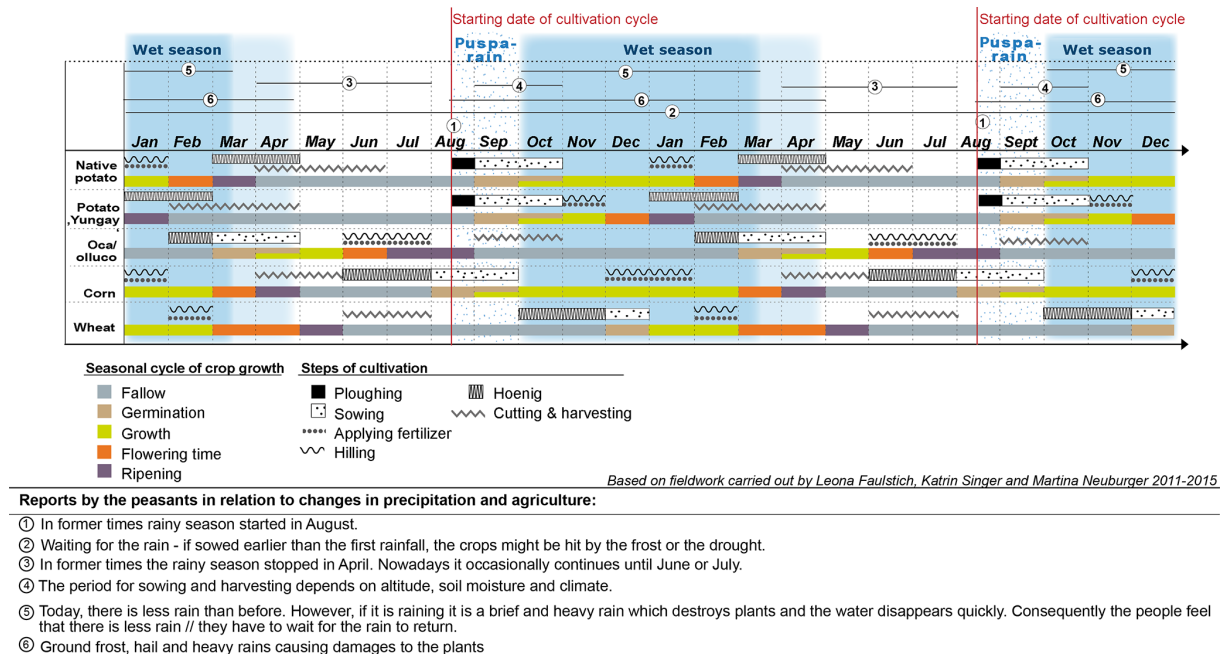 Starting date of cultivation cycle
Starting date of cultivation cycle
Wet season
Puspa-
rain
Wet season
Puspa-
rain
Wet season
5
5
5
3
3
4
4
6
6
6
2
1
1
Jan Feb Mar Apr May Jun Jul Aug Sep Oct Nov Dec Jan Feb Mar Apr May Jun Jul Aug Sept Oct Nov Dec
Native
potato
Potato
,Yungay,
Oca/
olluco
Corn
Wheat
Seasonal cycle of crop growth
Fallow
Germination
Growth
Flowering time
Ripening
Steps of cultivation
Ploughing
Sowing
Applying fertilizer
Hilling
Hoenig
Cutting & harvesting
Based on fieldwork carried out by Leona Faulstich, Katrin Singer and Martina Neuburger 2011-2015
Reports by the peasants in relation to changes in precipitation and agriculture:
1 In former times rainy season started in August.
2 Waiting for the rain - if sowed earlier than the first rainfall, the crops might be hit by the frost or the drought.
3 In former times the rainy season stopped in April. Nowadays it occasionally continues until June or July.
4 The period for sowing and harvesting depends on altitude, soil moisture and climate.
5 Today, there is less rain than before. However, if it is raining it is a brief and heavy rain which destroys plants and the water disappears quickly. Consequently the people feel
that there is less rain // they have to wait for the rain to return.
6 Ground frost, hail and heavy rains causing damages to the plants